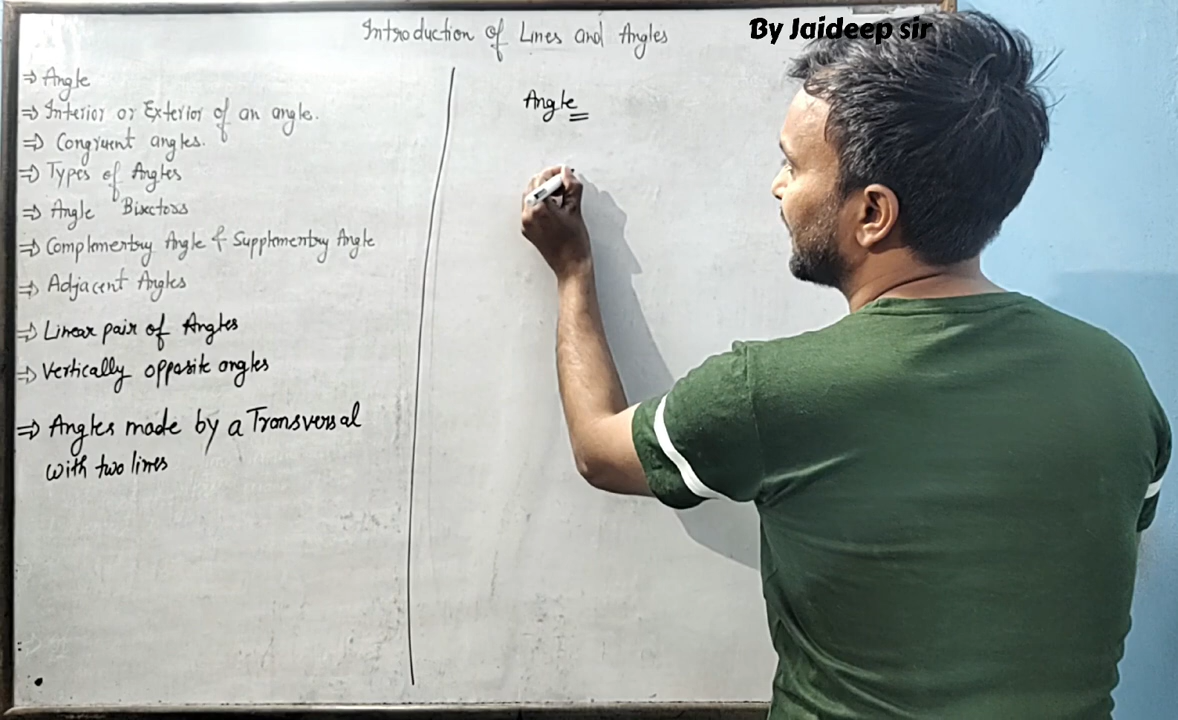 Introduction of Lines and Angles
By Jaideep sir
⇒ Angle
⇒ Interior or Exterior of an angle.
⇒ Congruent angles.
⇒ Types of Angles
⇒ Angle Bisectors
⇒ Complementry Angle & Supplementry Angle
⇒ Adjacent Angles
⇒ Linear pair of Angles
⇒ Vertically opposite angles
⇒ Angles made by a Transversal
with two lines
Angle